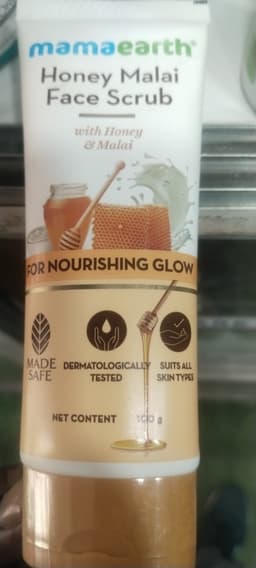 mamaearth®
Honey Malai
Face Scrub
with Honey
& Malai
FOR NOURISHING GLOW
MADE SAFE
DERMATOLOGICALLY TESTED
SUITS ALL SKIN TYPES
NET CONTENT 100 g